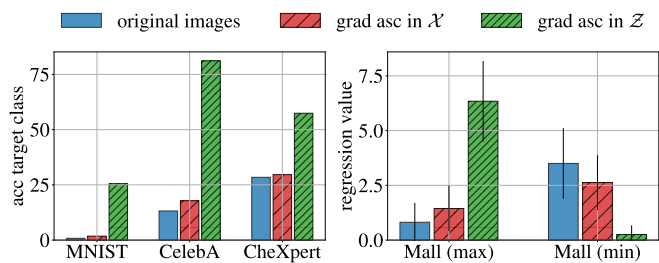 original images grad asc in 𝒳 grad asc in 𝒵
acc target class
75
50
25
0
MNIST CelebA CheXpert
regression value
7.5
5.0
2.5
0.0
Mall (max) Mall (min)